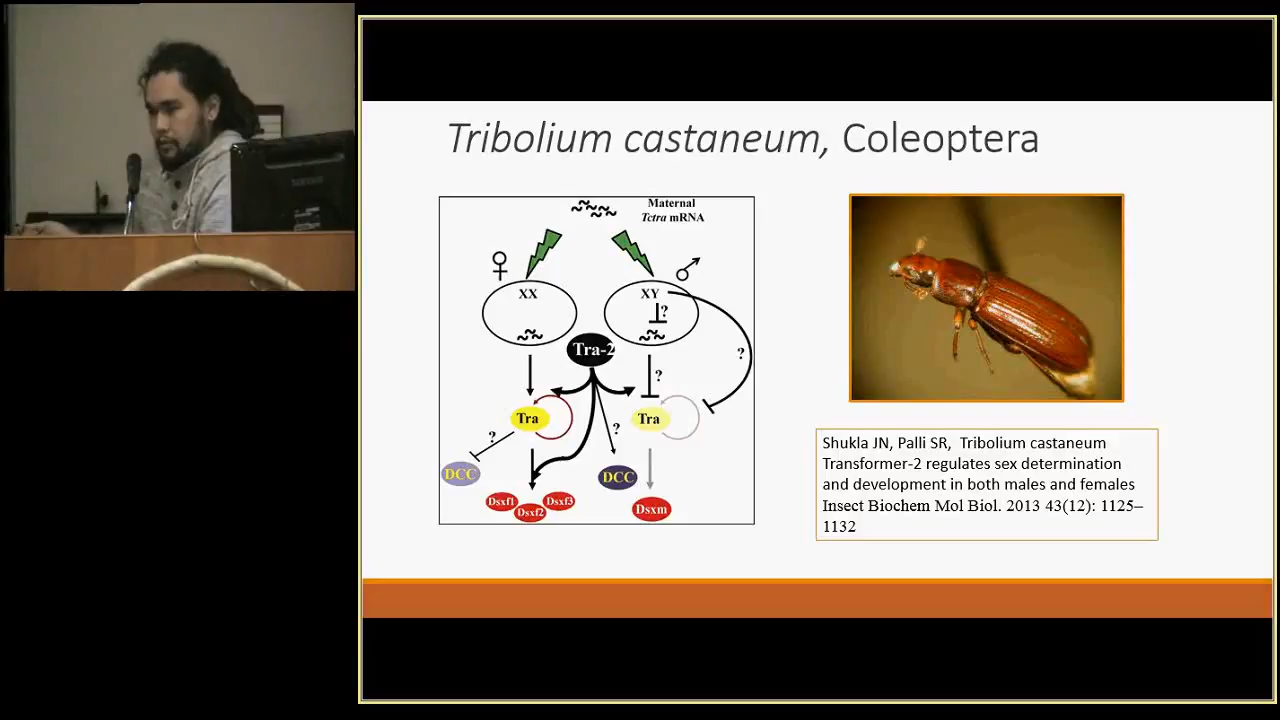 Tribolium castaneum, Coleoptera
Maternal
Tctra mRNA
♀
♂
XX
XY
?
Tra-2
?
?
Tra
Tra
?
?
DCC
DCC
Dsxf1
Dsxf3
Dsxf2
Dsxm
Shukla JN, Palli SR, Tribolium castaneum
Transformer-2 regulates sex determination
and development in both males and females
Insect Biochem Mol Biol. 2013 43(12): 1125–
1132